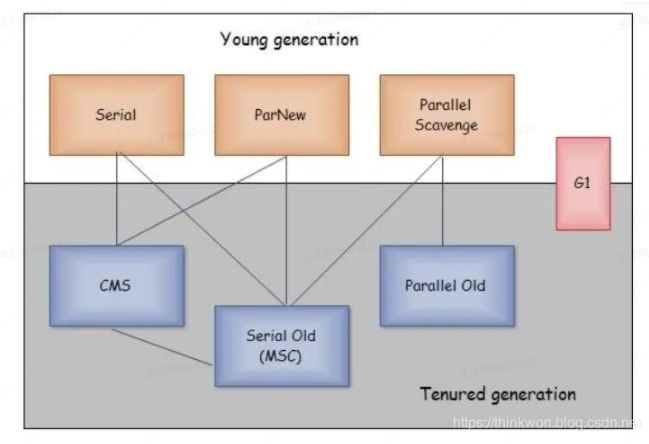 Young generation
Serial
ParNew
Parallel
Scavenge
G1
CMS
Parallel Old
Serial Old
(MSC)
Tenured generation
https://thinkwon.blog.csdn.net